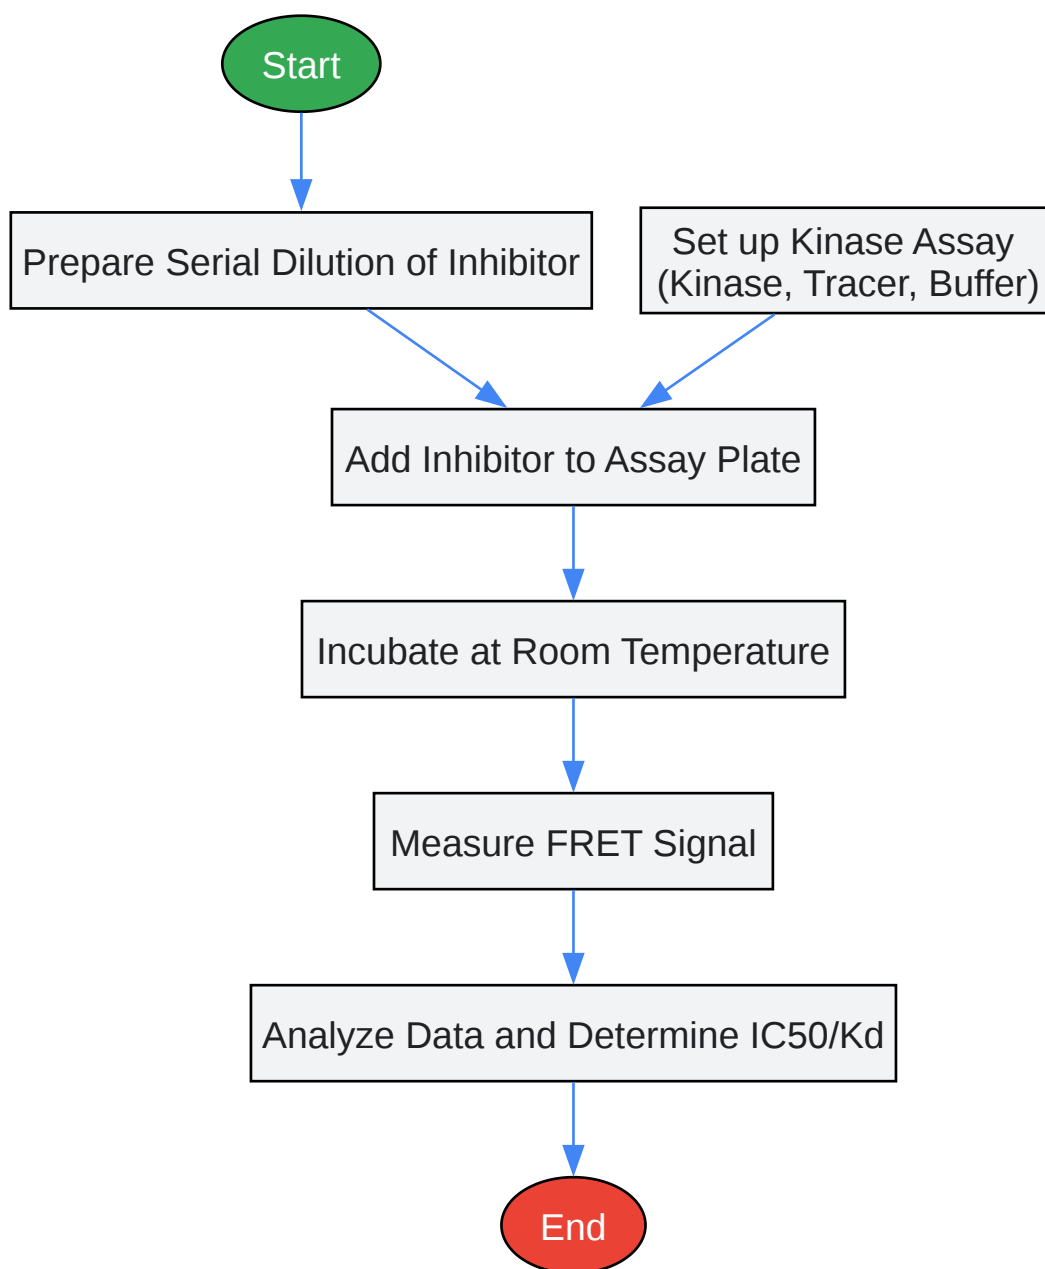 Start
Prepare Serial Dilution of Inhibitor
Set up Kinase Assay
(Kinase, Tracer, Buffer)
Add Inhibitor to Assay Plate
Incubate at Room Temperature
Measure FRET Signal
Analyze Data and Determine IC50/Kd
End